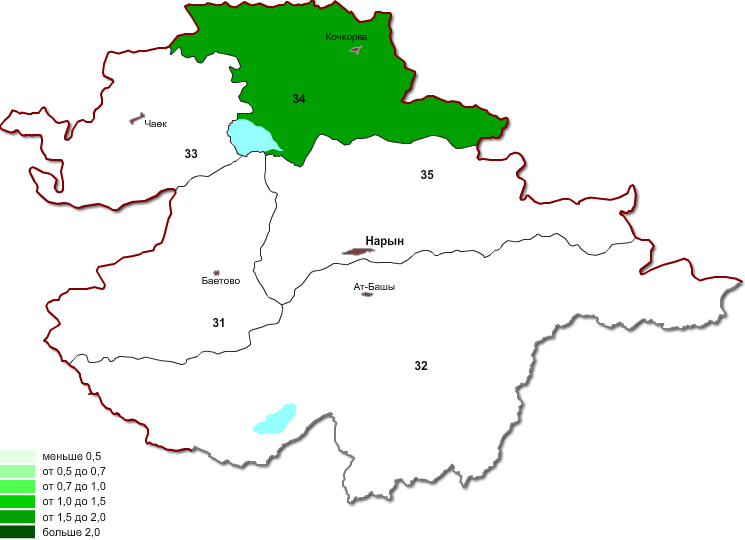 Кочкорка
34
Чаек
33
35
Нарын
Баетово
Ат-Башы
31
32
меньше 0,5
от 0,5 до 0,7
от 0,7 до 1,0
от 1,0 до 1,5
от 1,5 до 2,0
больше 2,0